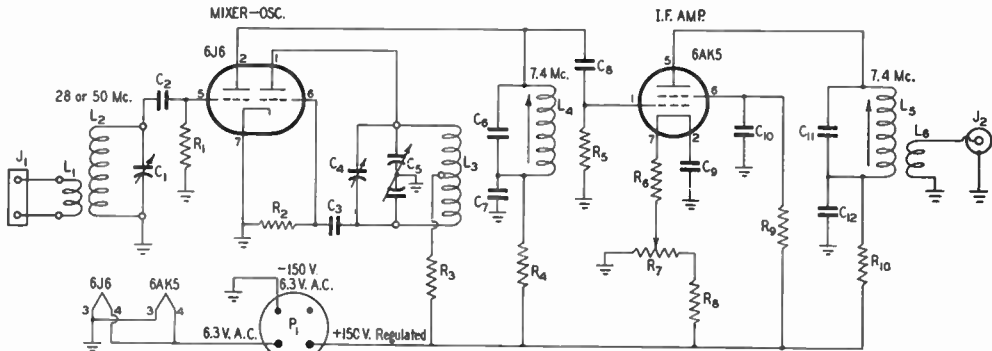 MIXER-OSC.
I.F. AMP.
6J6
6AK5
2
1
5
6
7
C2
28 or 50 Mc.
L2
J1
L1
C1
R1
R2
C3
C4
C5
L3
R3
7.4 Mc.
C6
L4
C7
R4
C8
R5
5
1
6
7
2
C9
C10
R6
R7
R8
R9
7.4 Mc.
C11
L5
L6
J2
C12
R10
6J6
6AK5
3
4
3
4
-150 V.
6.3 V. A.C.
P1
6.3 V. A.C.
+150 V. Regulated